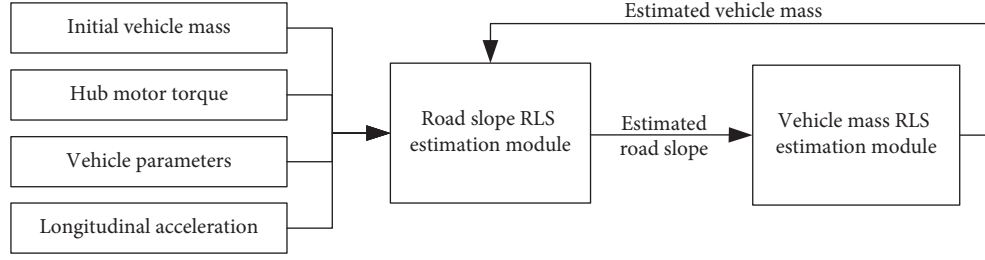 Initial vehicle mass
Hub motor torque
Vehicle parameters
Longitudinal acceleration
Estimated vehicle mass
Road slope RLS
estimation module
Estimated
road slope
Vehicle mass RLS
estimation module